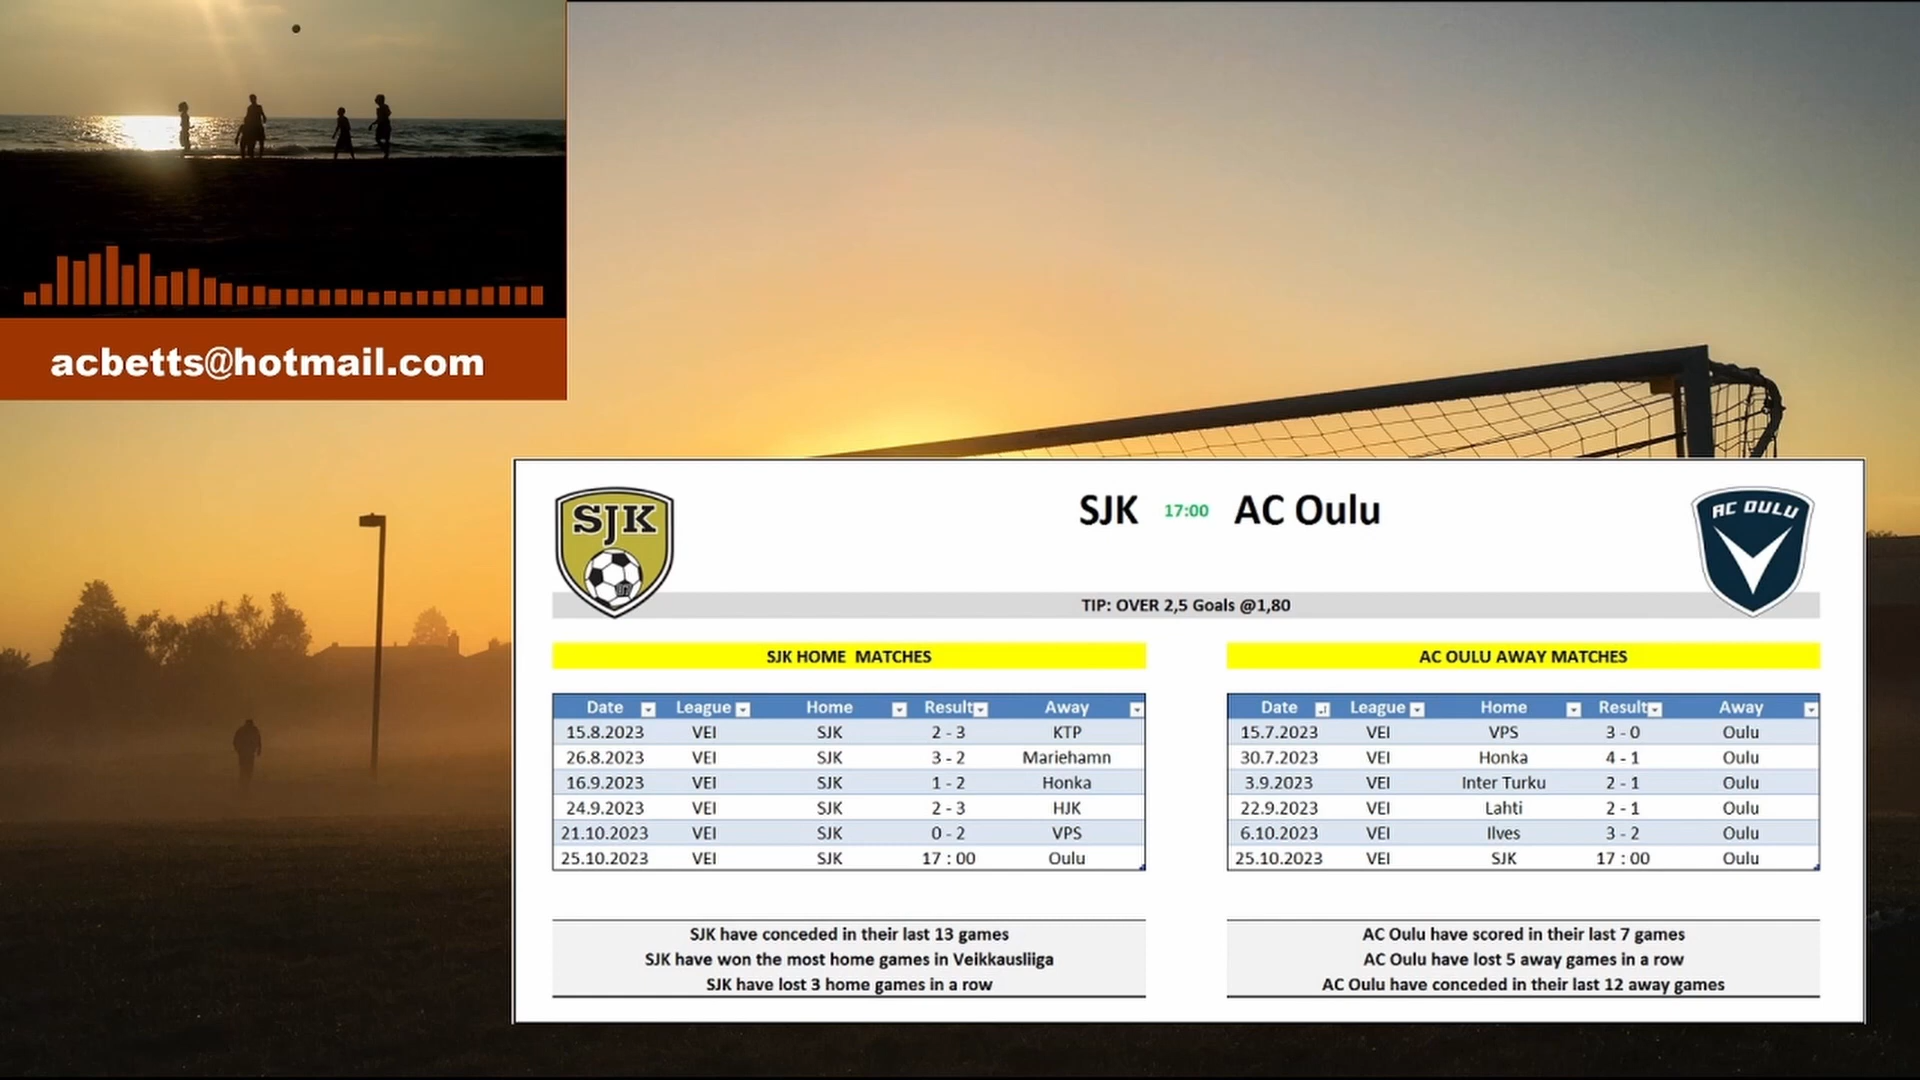 acbetts@hotmail.com
SJK
SJK 17:00 AC Oulu
AC OULU
TIP: OVER 2,5 Goals @1,80
SJK HOME MATCHES
Date League Home Result Away
15.8.2023 VEI SJK 2 - 3 KTP
26.8.2023 VEI SJK 3 - 2 Mariehamn
16.9.2023 VEI SJK 1 - 2 Honka
24.9.2023 VEI SJK 2 - 3 HJK
21.10.2023 VEI SJK 0 - 2 VPS
25.10.2023 VEI SJK 17 : 00 Oulu
SJK have conceded in their last 13 games
SJK have won the most home games in Veikkausliiga
SJK have lost 3 home games in a row
AC OULU AWAY MATCHES
Date League Home Result Away
15.7.2023 VEI VPS 3 - 0 Oulu
30.7.2023 VEI Honka 4 - 1 Oulu
3.9.2023 VEI Inter Turku 2 - 1 Oulu
22.9.2023 VEI Lahti 2 - 1 Oulu
6.10.2023 VEI Ilves 3 - 2 Oulu
25.10.2023 VEI SJK 17 : 00 Oulu
AC Oulu have scored in their last 7 games
AC Oulu have lost 5 away games in a row
AC Oulu have conceded in their last 12 away games